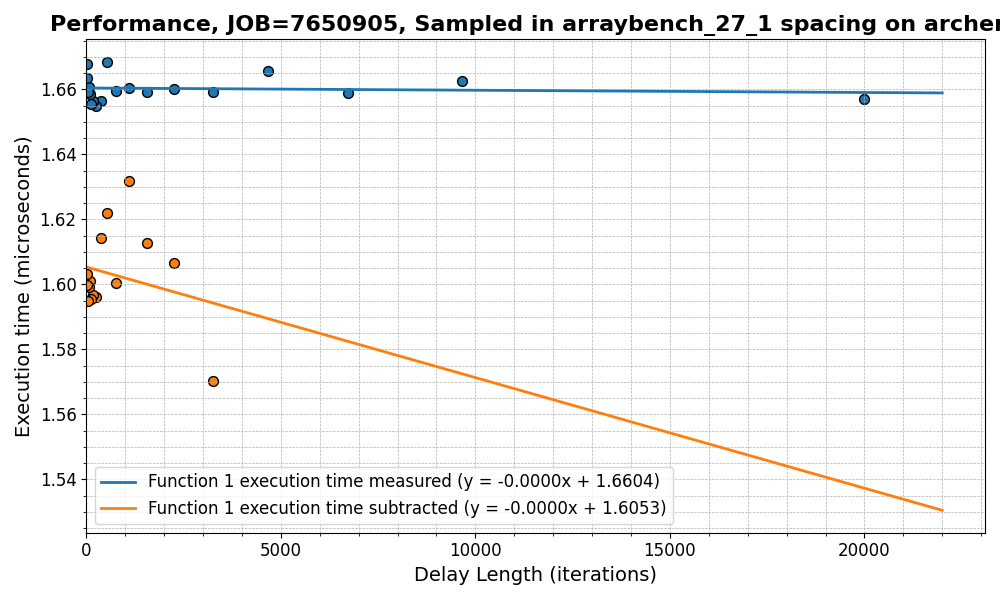 Performance, JOB=7650905, Sampled in arraybench_27_1 spacing on archer
1.66
1.64
1.62
1.60
1.58
1.56
1.54
Execution time (microseconds)
Function 1 execution time measured (y = -0.0000x + 1.6604)
Function 1 execution time subtracted (y = -0.0000x + 1.6053)
0
5000
10000
15000
20000
Delay Length (iterations)